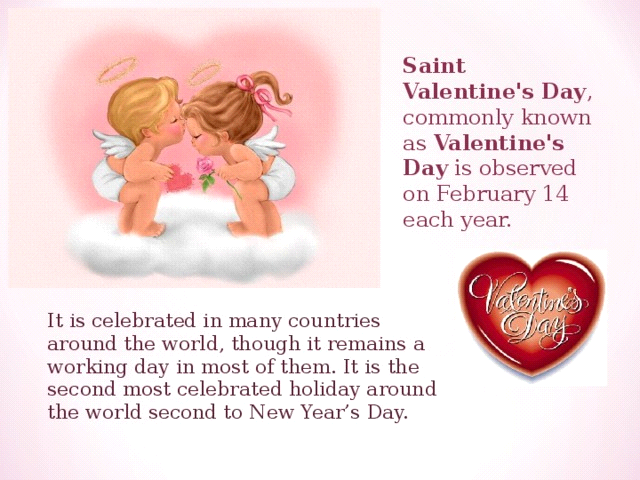 Saint
Valentine's Day,
commonly known
as Valentine's
Day is observed
on February 14
each year.
Valentine's
Day
It is celebrated in many countries
around the world, though it remains a
working day in most of them. It is the
second most celebrated holiday around
the world second to New Year’s Day.